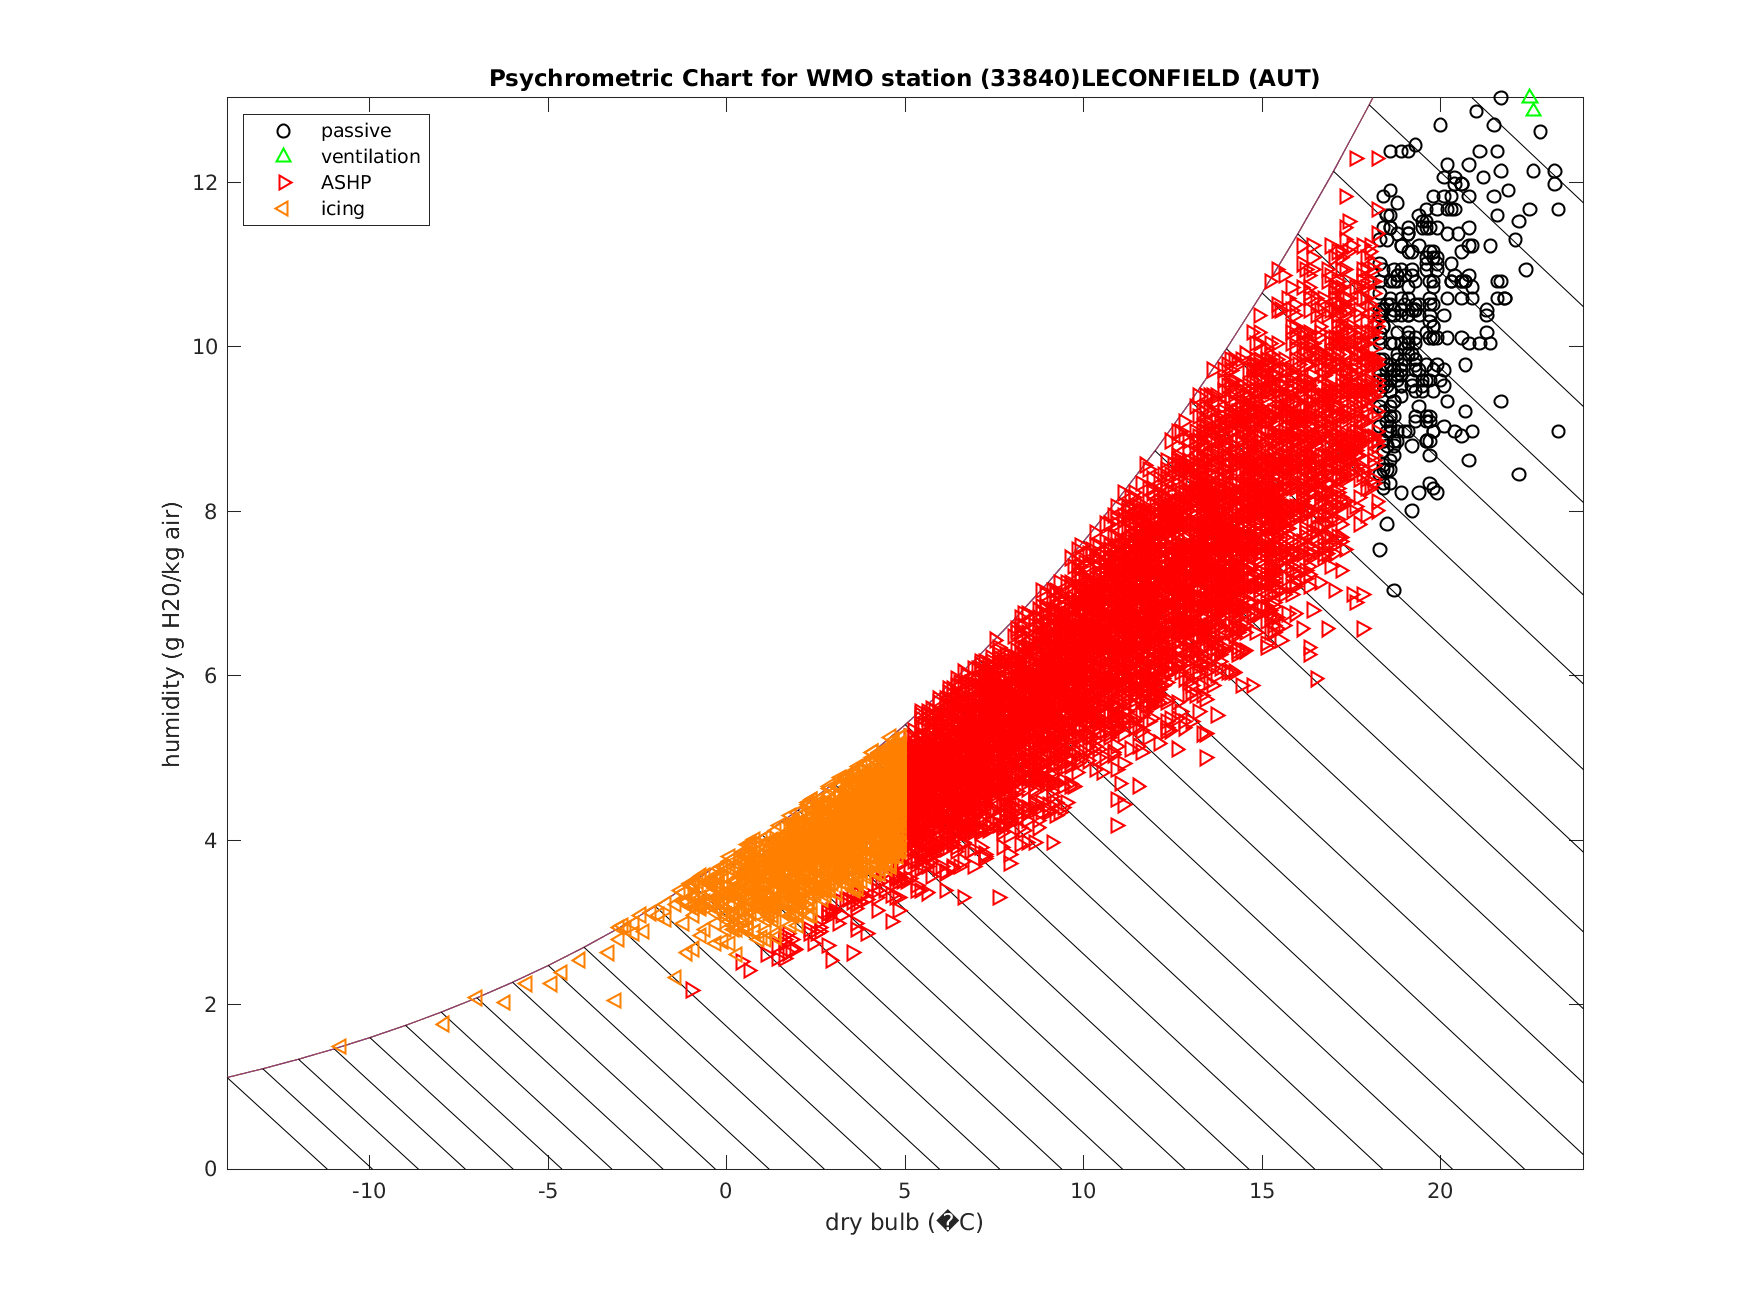 Psychrometric Chart for WMO station (33840)LECONFIELD (AUT)
passive
ventilation
ASHP
icing
12
10
8
6
4
2
0
humidity (g H20/kg air)
-10
-5
0
5
10
15
20
dry bulb (�C)